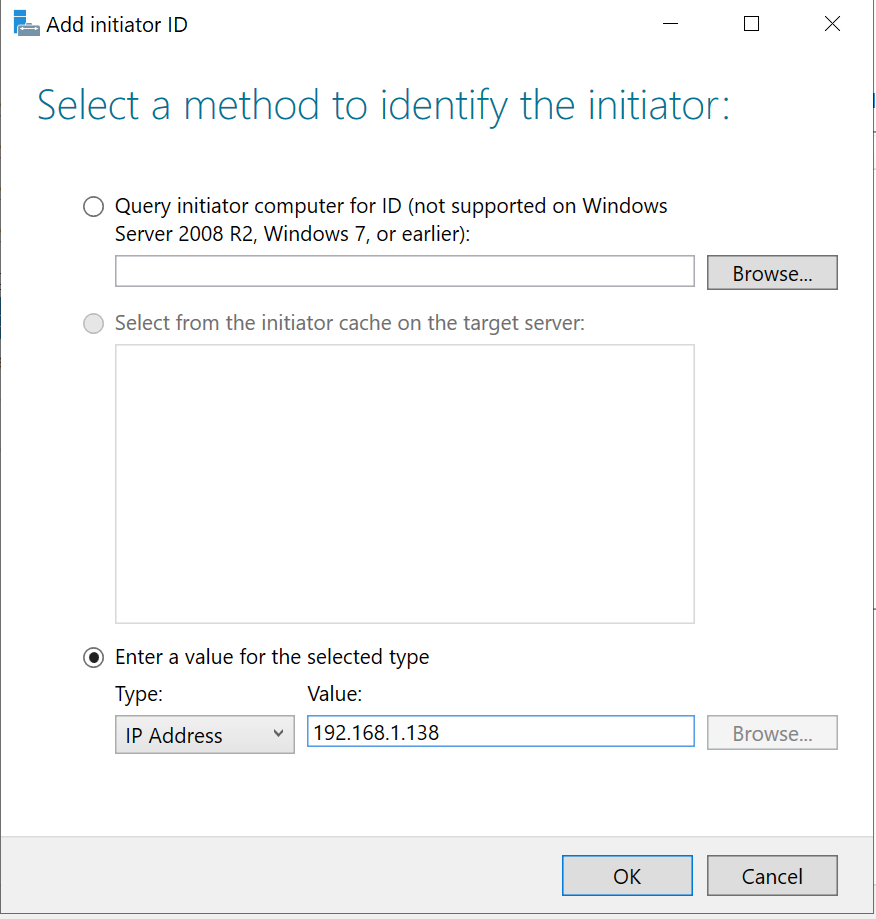 Add initiator ID
Select a method to identify the initiator:
Query initiator computer for ID (not supported on Windows
Server 2008 R2, Windows 7, or earlier):
Browse...
Select from the initiator cache on the target server:
Enter a value for the selected type
Type: Value:
IP Address 192.168.1.138 Browse...
OK Cancel